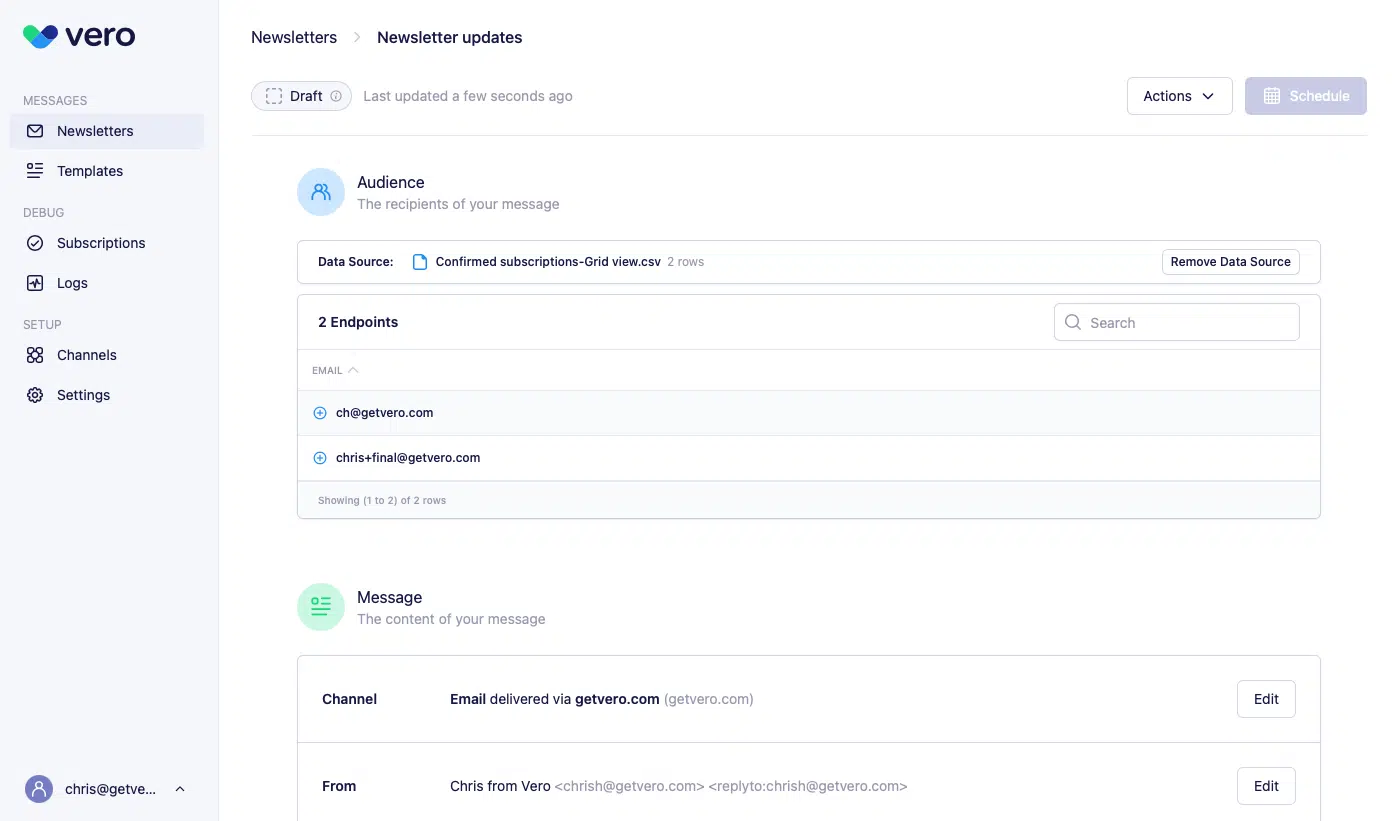 vero
Newsletters > Newsletter updates
Draft Last updated a few seconds ago
Actions
Schedule
MESSAGES
Newsletters
Templates
DEBUG
Subscriptions
Logs
SETUP
Channels
Settings
chris@getve...
Audience
The recipients of your message
Data Source: Confirmed subscriptions-Grid view.csv 2 rows
Remove Data Source
2 Endpoints
Search
EMAIL
ch@getvero.com
chris+final@getvero.com
Showing (1 to 2) of 2 rows
Message
The content of your message
Channel Email delivered via getvero.com (getvero.com) Edit
From Chris from Vero <chrish@getvero.com> <replyto:chrish@getvero.com> Edit